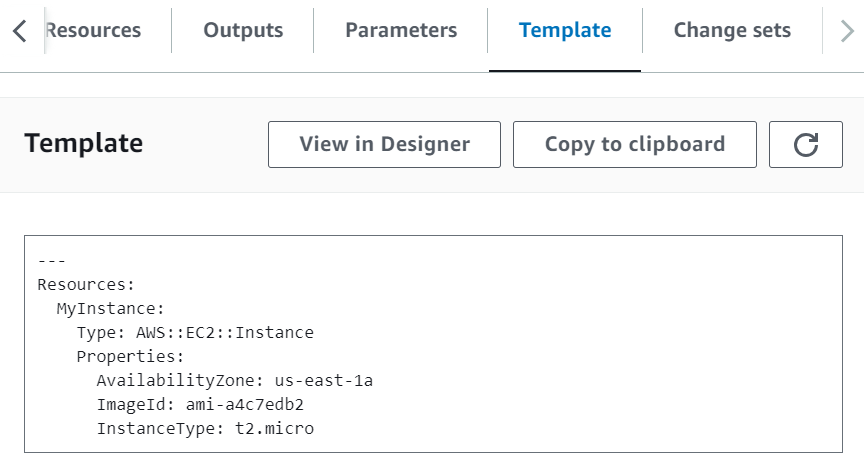 Resources Outputs Parameters Template Change sets
Template View in Designer Copy to clipboard
---
Resources:
  MyInstance:
    Type: AWS::EC2::Instance
    Properties:
      AvailabilityZone: us-east-1a
      ImageId: ami-a4c7edb2
      InstanceType: t2.micro